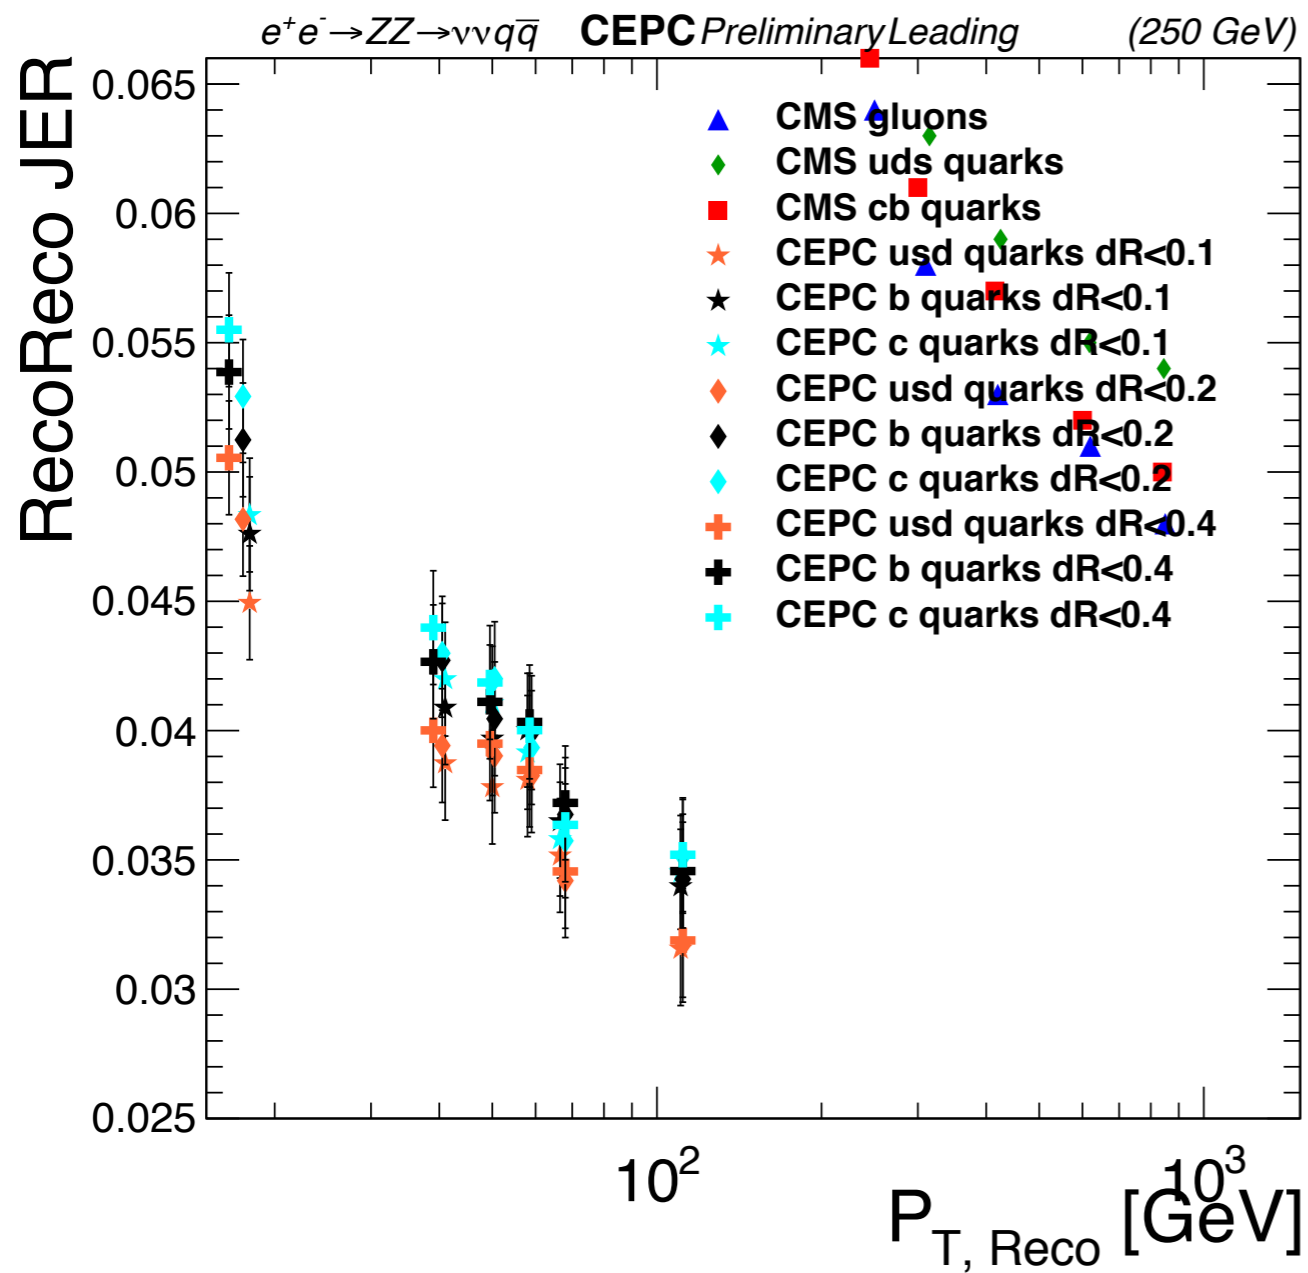 e⁺e⁻→ZZ→ννqq̅ CEPC Preliminary Leading (250 GeV)
RecoReco JER
0.065
0.06
0.055
0.05
0.045
0.04
0.035
0.03
0.025
CMS gluons
CMS uds quarks
CMS cb quarks
CEPC usd quarks dR<0.1
CEPC b quarks dR<0.1
CEPC c quarks dR<0.1
CEPC usd quarks dR<0.2
CEPC b quarks dR<0.2
CEPC c quarks dR<0.2
CEPC usd quarks dR<0.4
CEPC b quarks dR<0.4
CEPC c quarks dR<0.4
10² 10³
P_T, Reco [GeV]